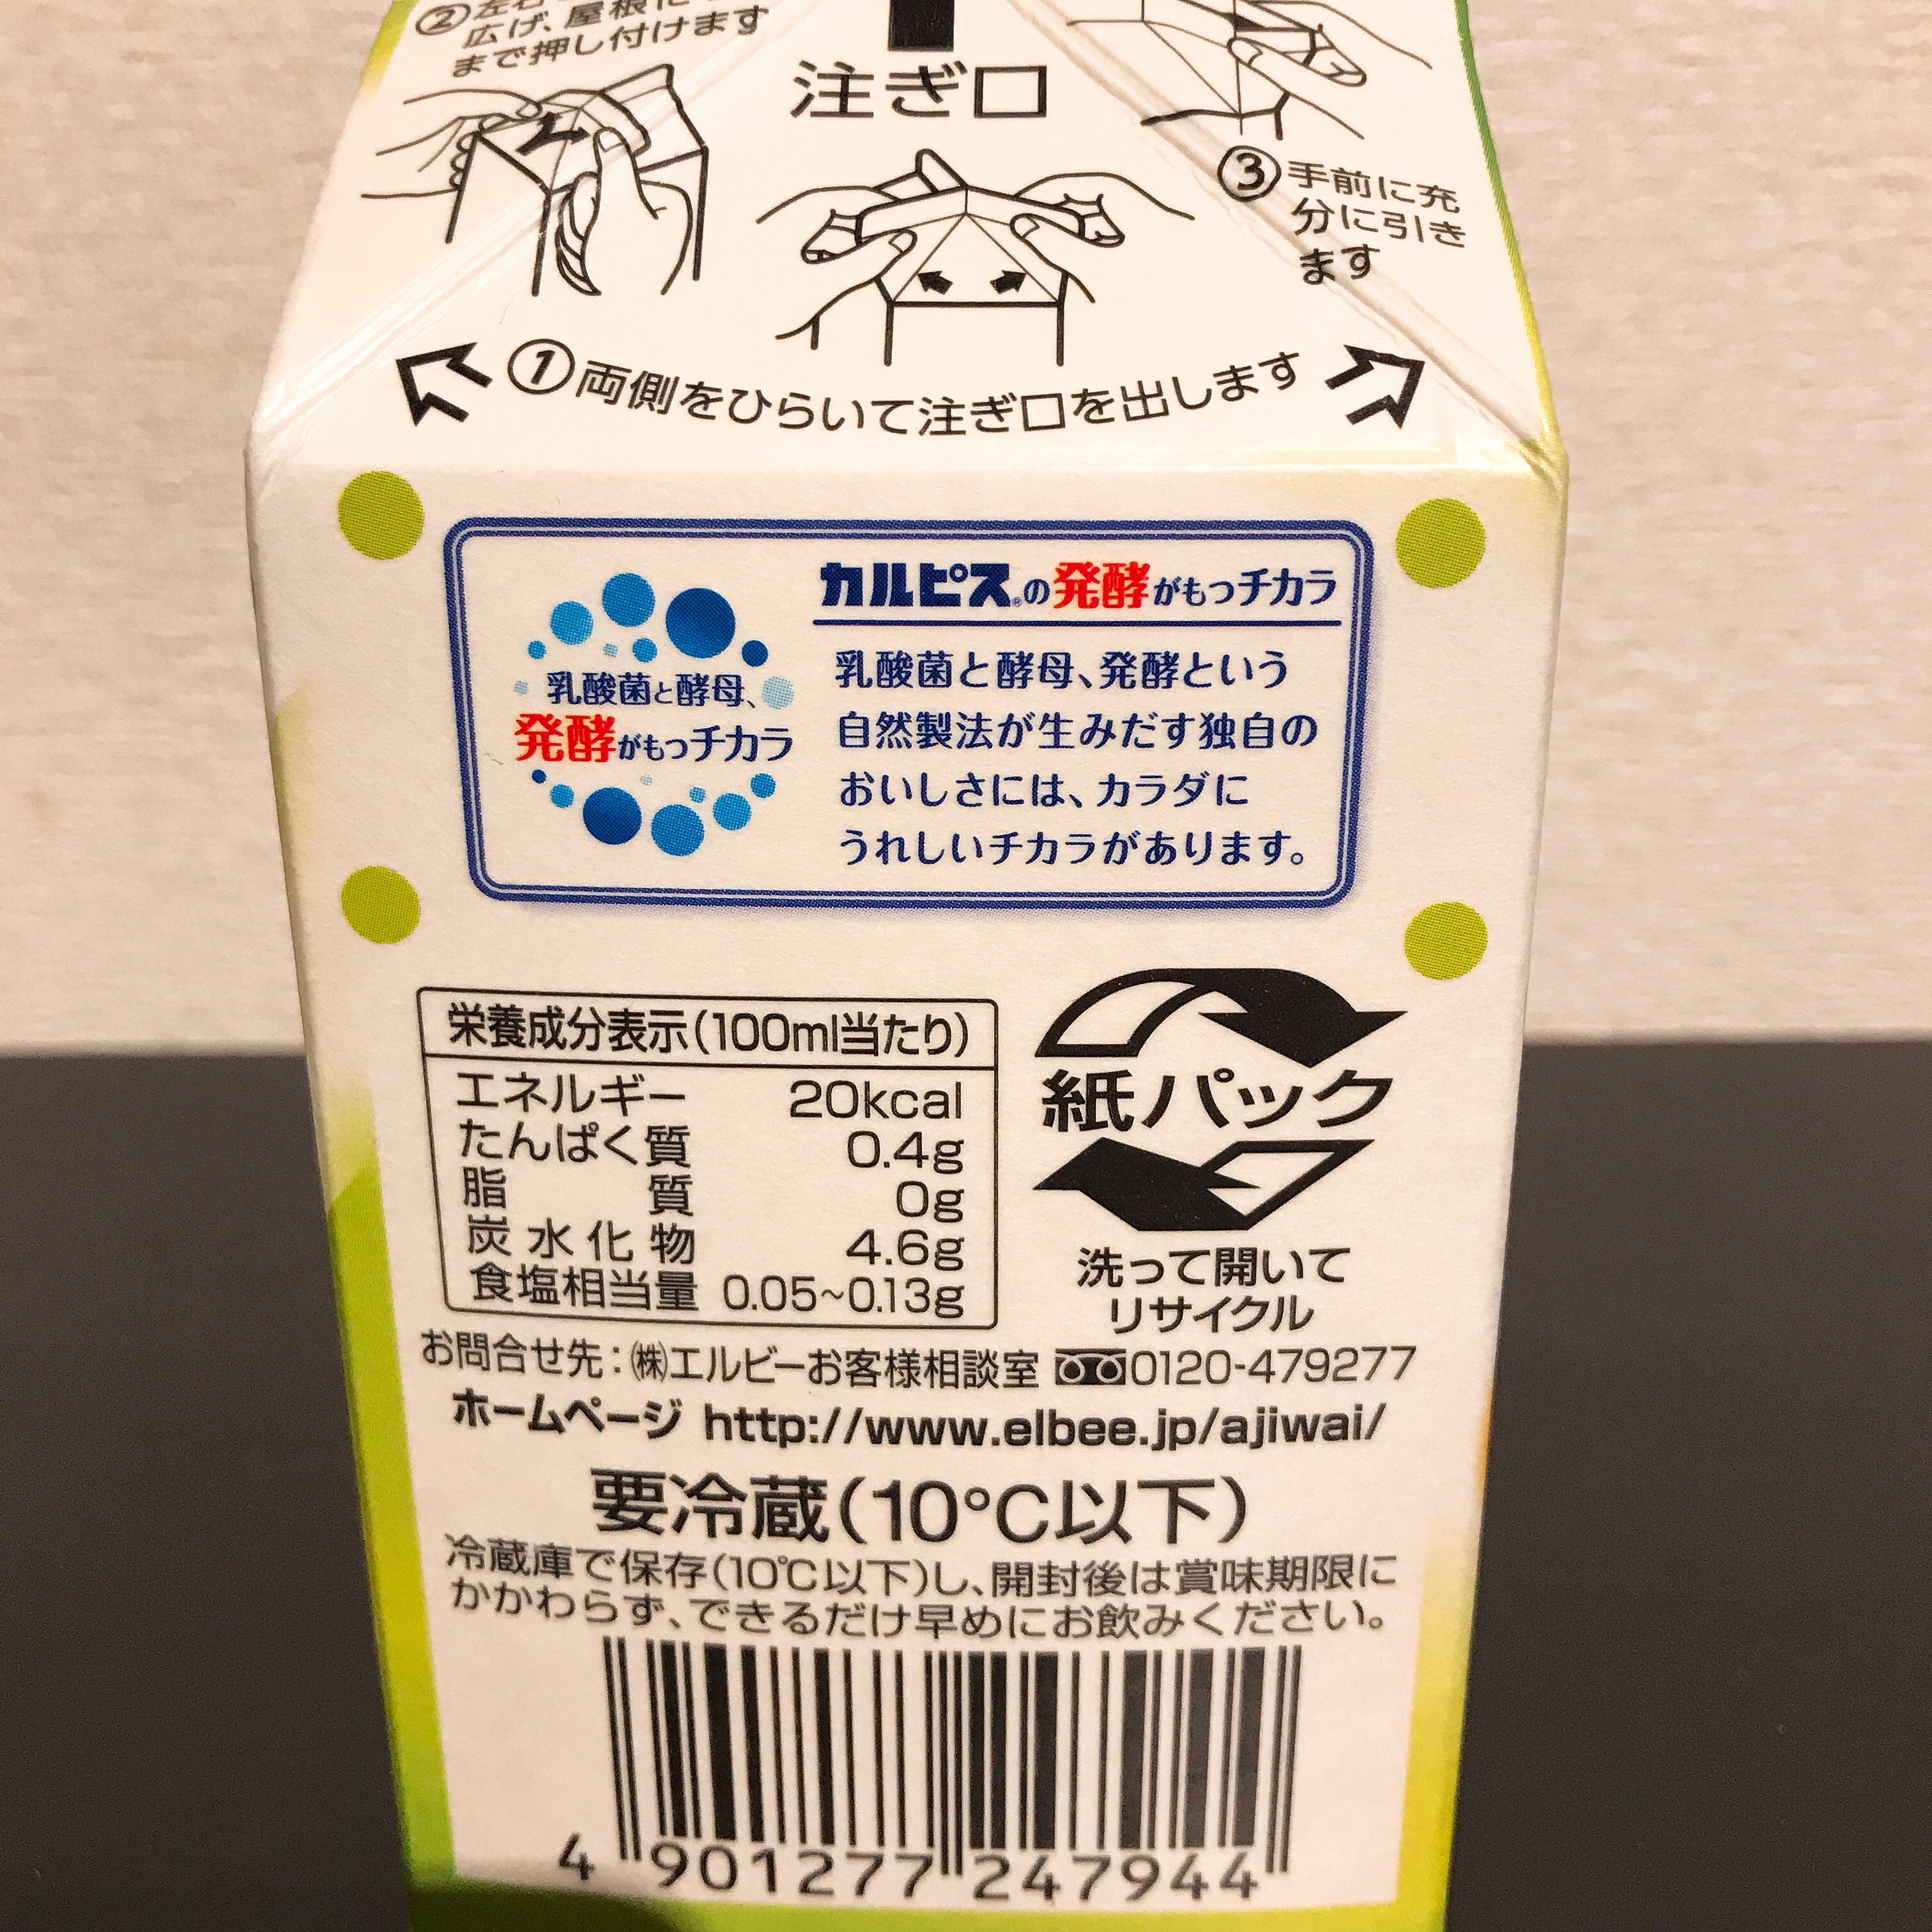 ②左右
広げ、屋根に
まで押し付けます
注ぎ口
③手前に充
分に引き
ます
①両側をひらいて注ぎ口を出します
乳酸菌と酵母、
発酵がもつチカラ
カルピス®の発酵がもつチカラ
乳酸菌と酵母、発酵という
自然製法が生みだす独自の
おいしさには、カラダに
うれしいチカラがあります。
栄養成分表示(100ml当たり)
エネルギー 20kcal
たんぱく質 0.4g
脂質 0g
炭水化物 4.6g
食塩相当量 0.05~0.13g
紙パック
洗って開いて
リサイクル
お問合せ先:㈱エルビーお客様相談室 0120-479277
ホームページ http://www.elbee.jp/ajiwai/
要冷蔵(10℃以下)
冷蔵庫で保存(10℃以下)し、開封後は賞味期限に
かかわらず、できるだけ早めにお飲みください。
4 901277 247944